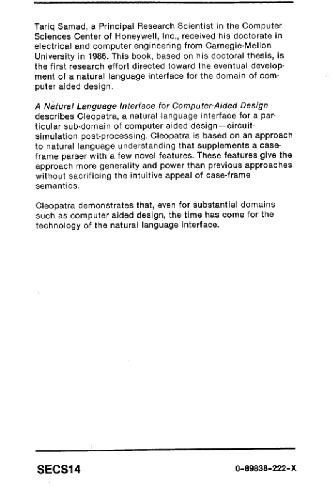 Tariq Samad, a Principal Research Scientist in the Computer
Sciences Center of Honeywell, Inc., received his doctorate in
electrical and computer engineering from Carnegie-Mellon
University in 1986. This book, based on his doctoral thesis, is
the first research effort directed toward the eventual develop-
ment of a natural language interface for the domain of com-
puter aided design.
A Natural Language Interface for Computer-Aided Design
describes Cleopatra, a natural language interface for a par-
ticular sub-domain of computer aided design—circuit-
simulation post-processing. Cleopatra is based on an approach
to natural language understanding that supplements a case-
frame parser with a few novel features. These features give the
approach more generality and power than previous approaches
without sacrificing the intuitive appeal of case-frame
semantics.
Cleopatra demonstrates that, even for substantial domains
such as computer aided design, the time has come for the
technology of the natural language interface.
SECS14 0-89838-222-X